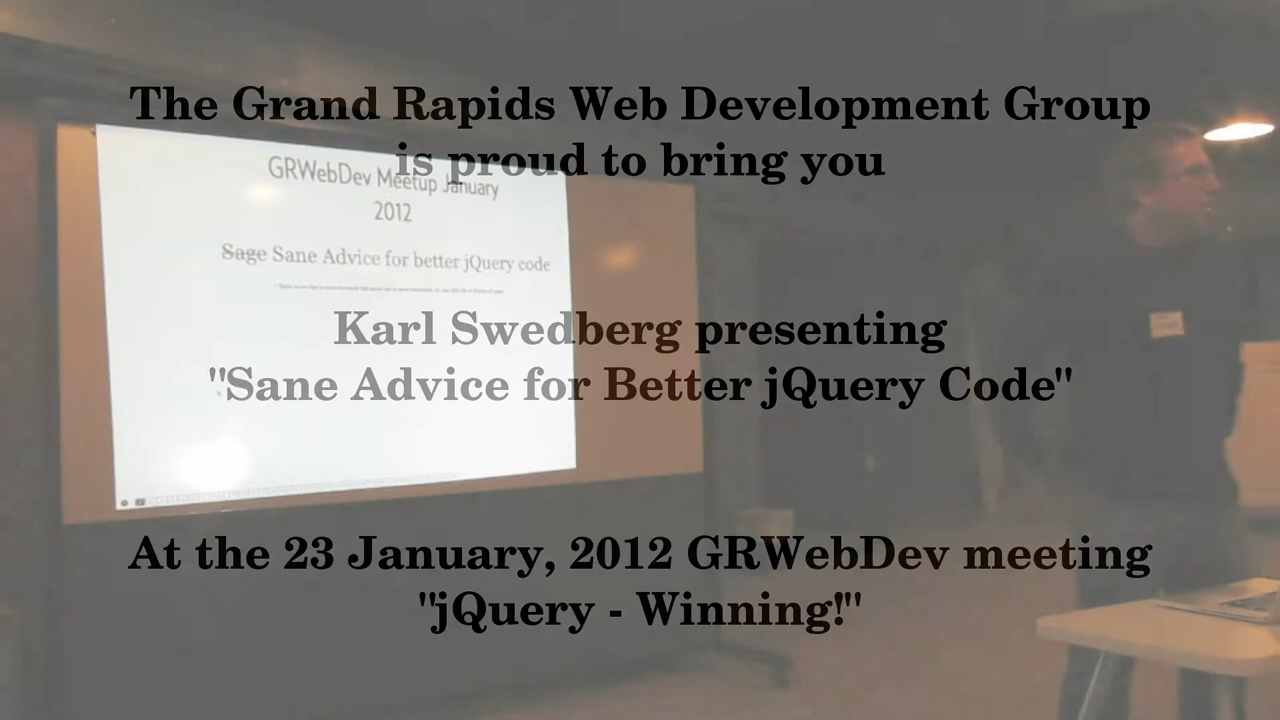 The Grand Rapids Web Development Group
is proud to bring you
GRWebDev Meetup January
2012
Sage Sane Advice for better jQuery code
Karl Swedberg presenting
"Sane Advice for Better jQuery Code"
At the 23 January, 2012 GRWebDev meeting
"jQuery - Winning!"